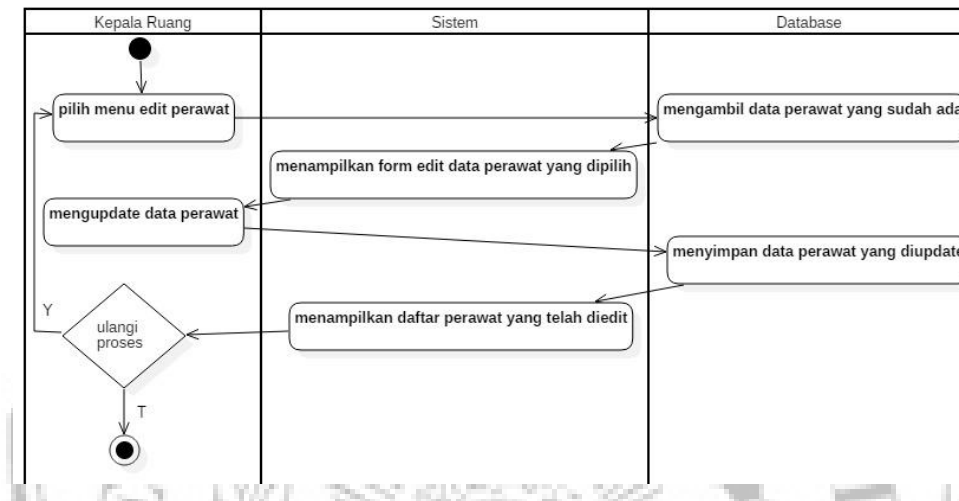 Kepala Ruang
Sistem
Database
pilih menu edit perawat
mengambil data perawat yang sudah ada
menampilkan form edit data perawat yang dipilih
mengupdate data perawat
menyimpan data perawat yang diupdate
menampilkan daftar perawat yang telah diedit
Y
ulangi
proses
T